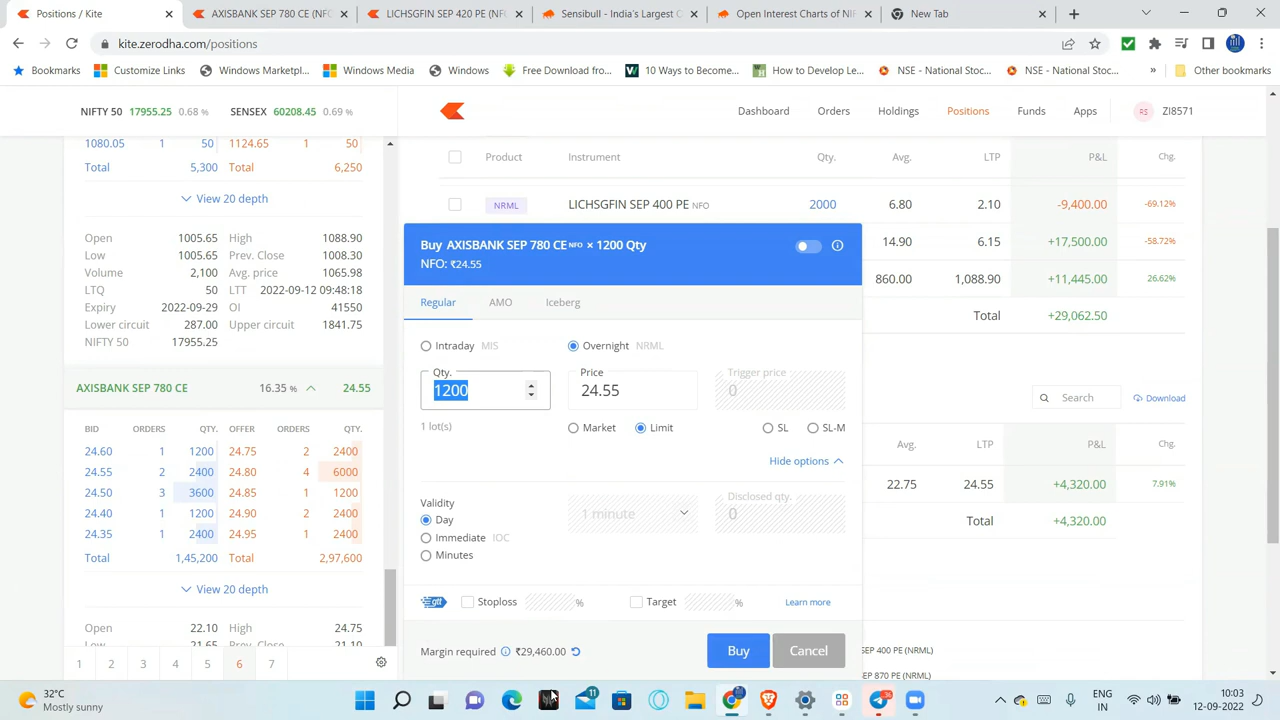 Positions / Kite
AXISBANK SEP 780 CE (NFO
LICHSGFIN SEP 420 PE (NFO
Sensibull - India's Largest O
Open Interest Charts of NIF
New Tab
kite.zerodha.com/positions
Bookmarks
Customize Links
Windows Marketpl...
Windows Media
Windows
Free Download fro...
10 Ways to Become...
How to Develop Le...
NSE - National Stoc...
NSE - National Stoc...
Other bookmarks
NIFTY 50 17955.25 0.68 %
SENSEX 60208.45 0.69 %
Dashboard
Orders
Holdings
Positions
Funds
Apps
RS
ZI8571
1080.05 1 50 1124.65 1 50
Total 5,300 Total 6,250
View 20 depth
Open 1005.65 High 1088.90
Low 1005.65 Prev. Close 1008.30
Volume 2,100 Avg. price 1065.98
LTQ 50 LTT 2022-09-12 09:48:18
Expiry 2022-09-29 OI 41550
Lower circuit 287.00 Upper circuit 1841.75
NIFTY 50 17955.25
AXISBANK SEP 780 CE 16.35 % 24.55
BID ORDERS QTY. OFFER ORDERS QTY.
24.60 1 1200 24.75 2 2400
24.55 2 2400 24.80 4 6000
24.50 3 3600 24.85 1 1200
24.40 1 1200 24.90 2 2400
24.35 1 2400 24.95 1 2400
Total 1,45,200 Total 2,97,600
View 20 depth
Open 22.10 High 24.75
Low 21.65 Prev. Close 21.10
1 2 3 4 5 6 7
Product Instrument Qty. Avg. LTP P&L Chg.
NRML LICHSGFIN SEP 400 PE NFO 2000 6.80 2.10 -9,400.00 -69.12%
14.90 6.15 +17,500.00 -58.72%
860.00 1,088.90 +11,445.00 26.62%
Total +29,062.50
Search
Download
Avg. LTP P&L Chg.
22.75 24.55 +4,320.00 7.91%
Total +4,320.00
SEP 400 PE (NRML)
SEP 870 PE (NRML)
Buy AXISBANK SEP 780 CE NFO × 1200 Qty
NFO: ₹24.55
Regular
AMO
Iceberg
Intraday MIS
Overnight NRML
Qty.
1200
Price
24.55
Trigger price
0
1 lot(s)
Market
Limit
SL
SL-M
Hide options
Validity
Day
Immediate IOC
Minutes
1 minute
Disclosed qty.
0
Stoploss %
Target %
Learn more
Margin required ₹29,460.00
Buy
Cancel
32°C
Mostly sunny
11
36
ENG
IN
10:03
12-09-2022